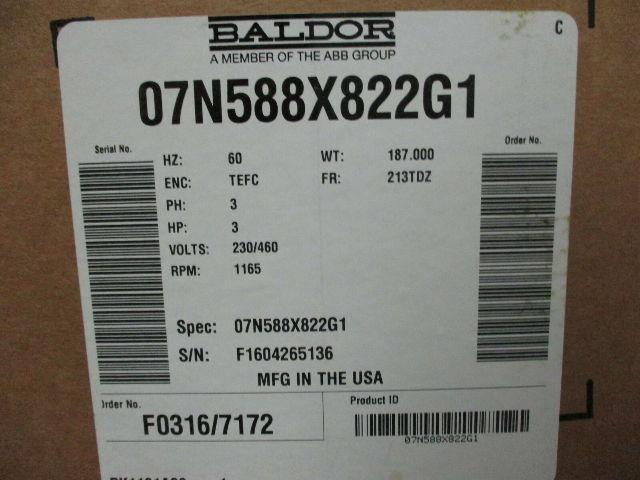 BALDOR
A MEMBER OF THE ABB GROUP
C
07N588X822G1
Serial No.
Order No.
HZ: 60 WT: 187.000
ENC: TEFC FR: 213TDZ
PH: 3
HP: 3
VOLTS: 230/460
RPM: 1165
Spec: 07N588X822G1
S/N: F1604265136
MFG IN THE USA
Order No.
F0316/7172
Product ID
07N588X822G1